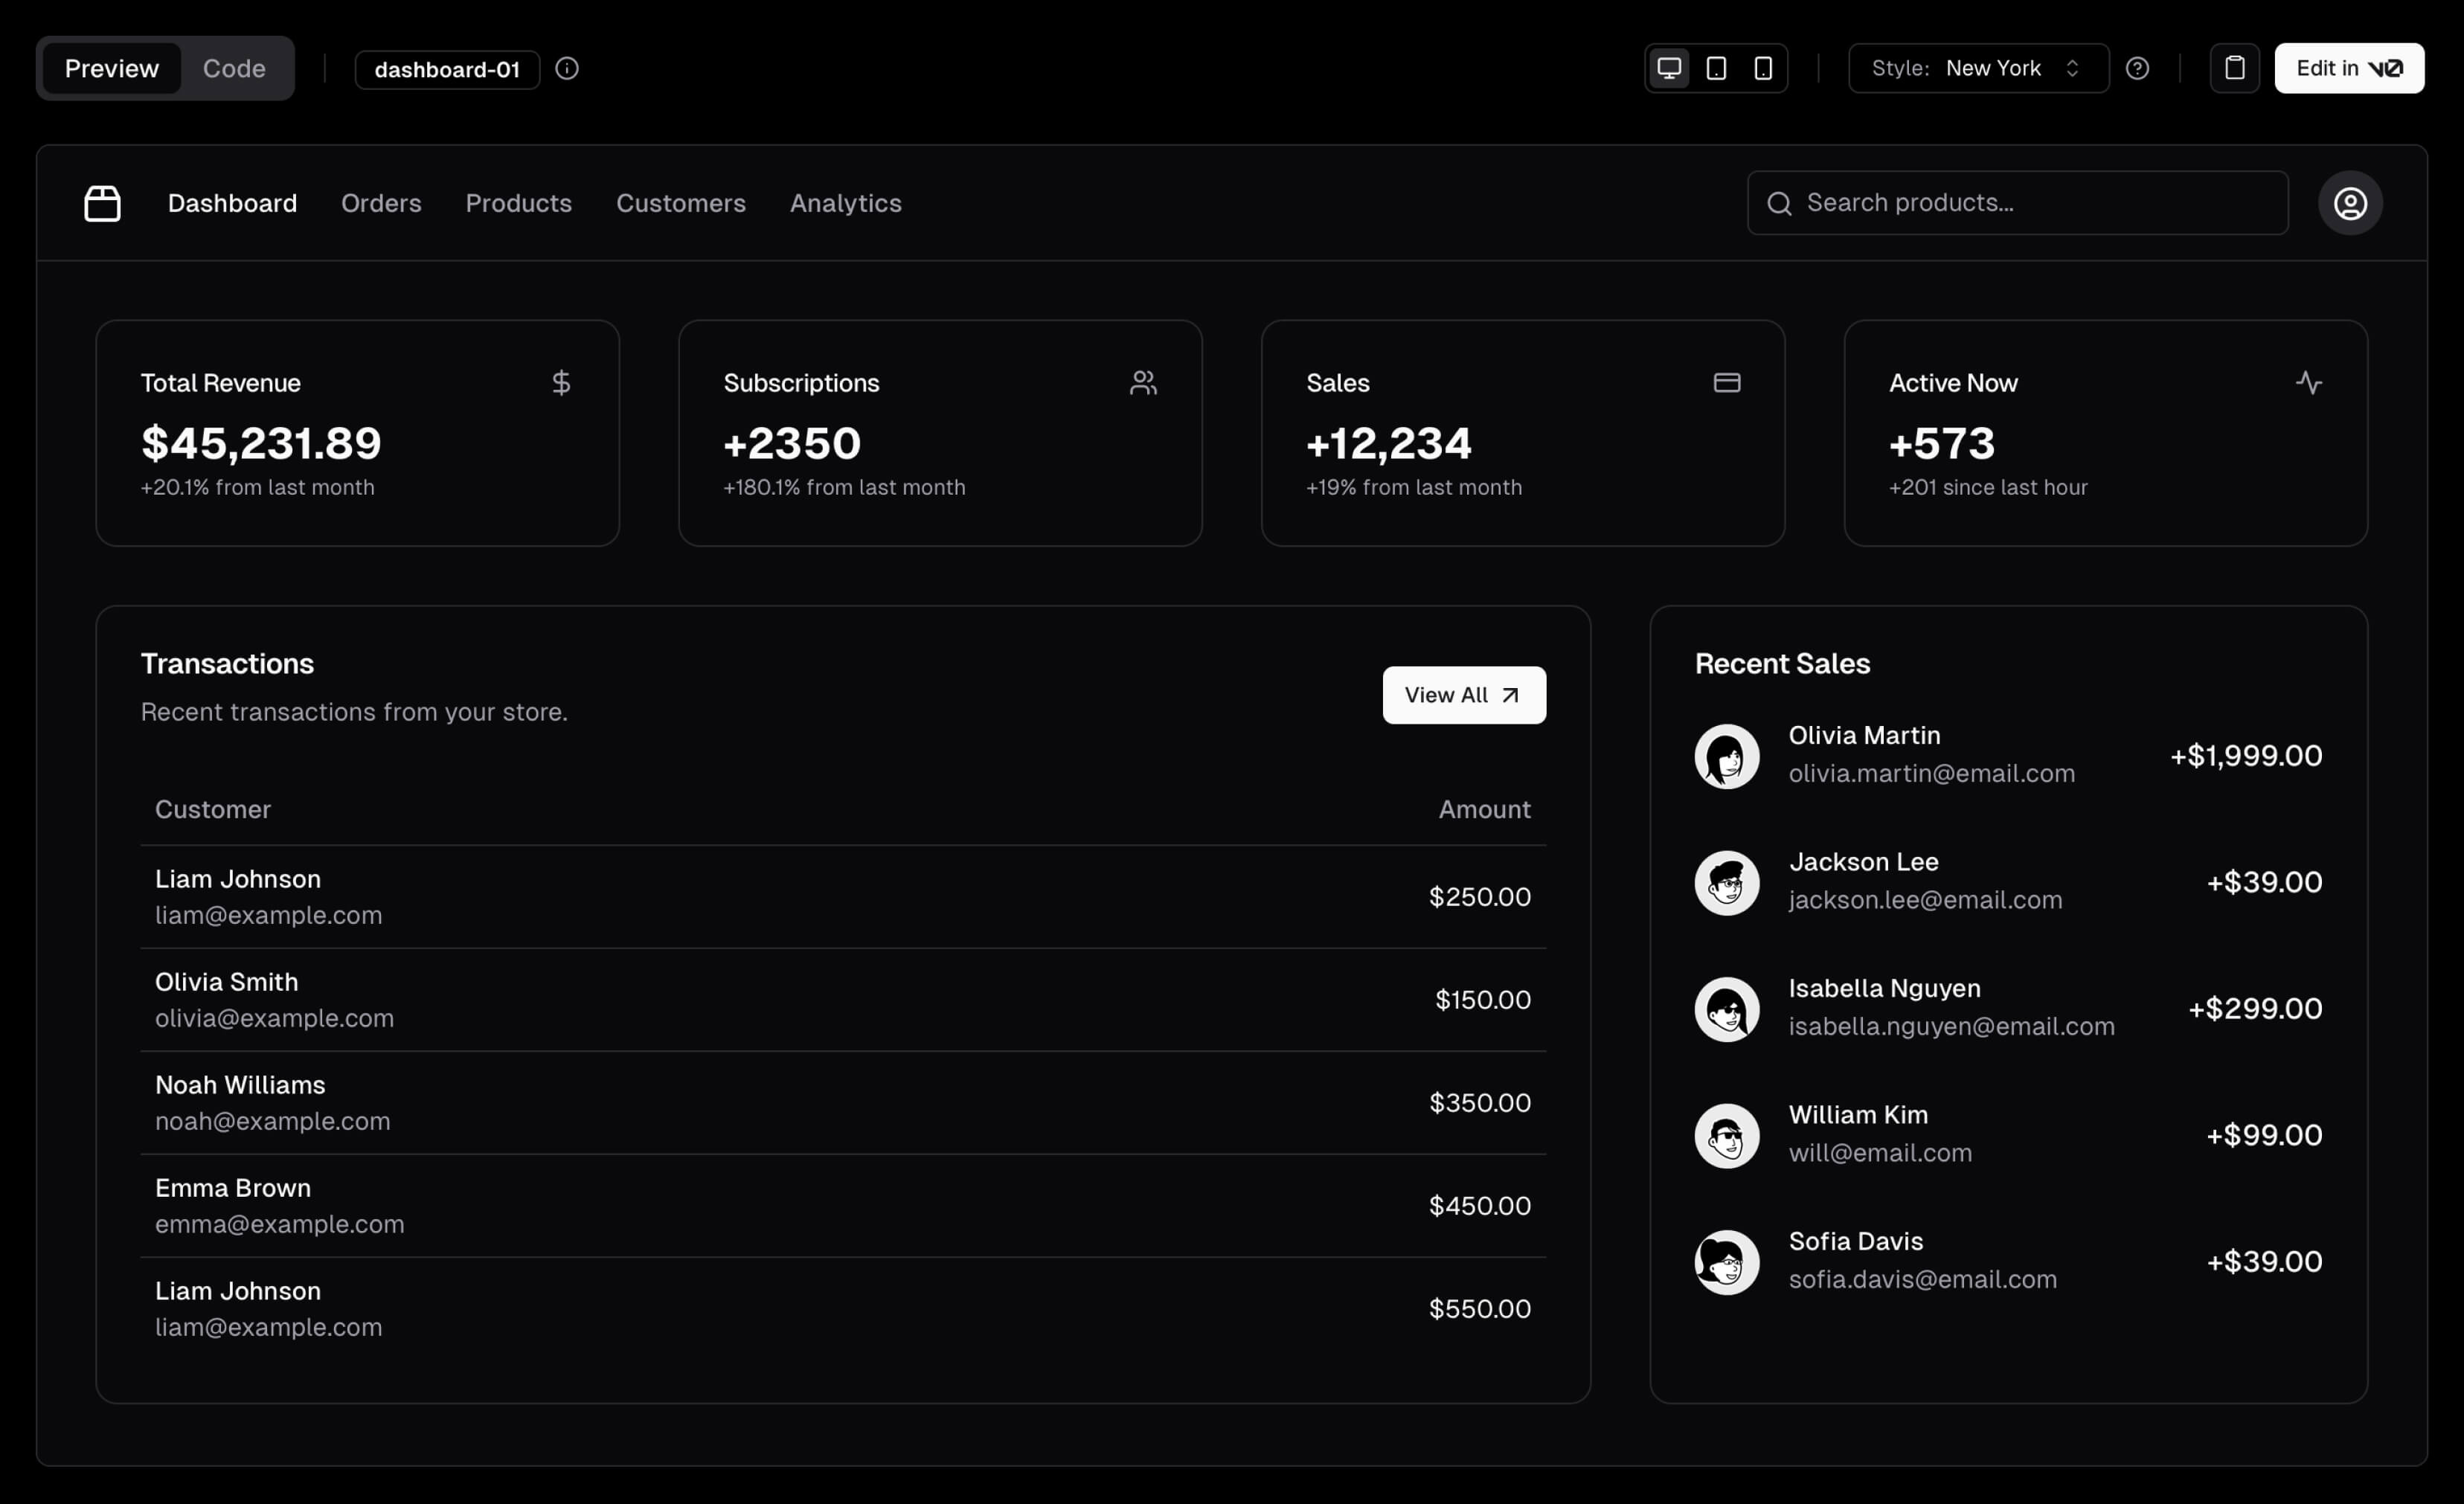 Preview Code dashboard-01 Style: New York Edit in v0
Dashboard Orders Products Customers Analytics Search products...
Total Revenue
$45,231.89
+20.1% from last month
Subscriptions
+2350
+180.1% from last month
Sales
+12,234
+19% from last month
Active Now
+573
+201 since last hour
Transactions
Recent transactions from your store.
View All
Customer Amount
Liam Johnson
liam@example.com
$250.00
Olivia Smith
olivia@example.com
$150.00
Noah Williams
noah@example.com
$350.00
Emma Brown
emma@example.com
$450.00
Liam Johnson
liam@example.com
$550.00
Recent Sales
Olivia Martin
olivia.martin@email.com
+$1,999.00
Jackson Lee
jackson.lee@email.com
+$39.00
Isabella Nguyen
isabella.nguyen@email.com
+$299.00
William Kim
will@email.com
+$99.00
Sofia Davis
sofia.davis@email.com
+$39.00